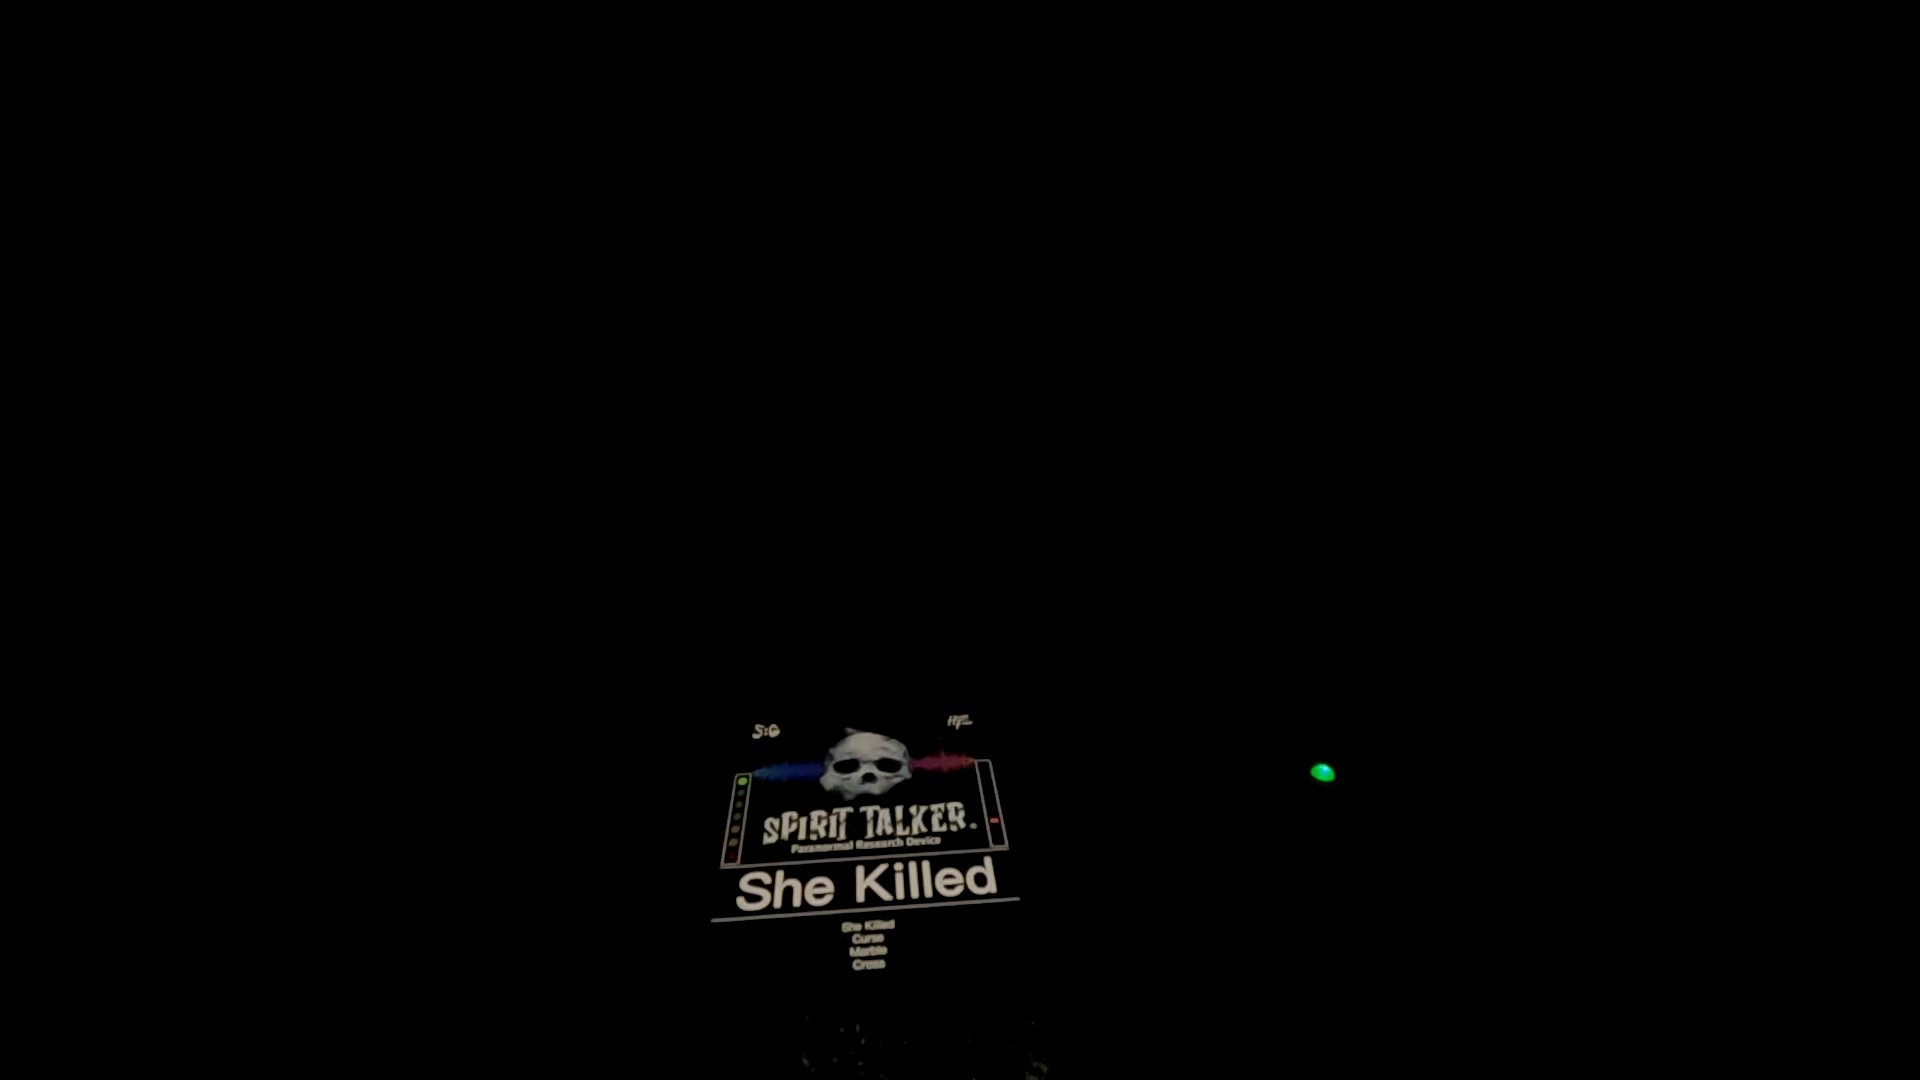 SPIRIT TALKER.
Paranormal Research Device
She Killed
She Killed
Curse
Marble
Cross